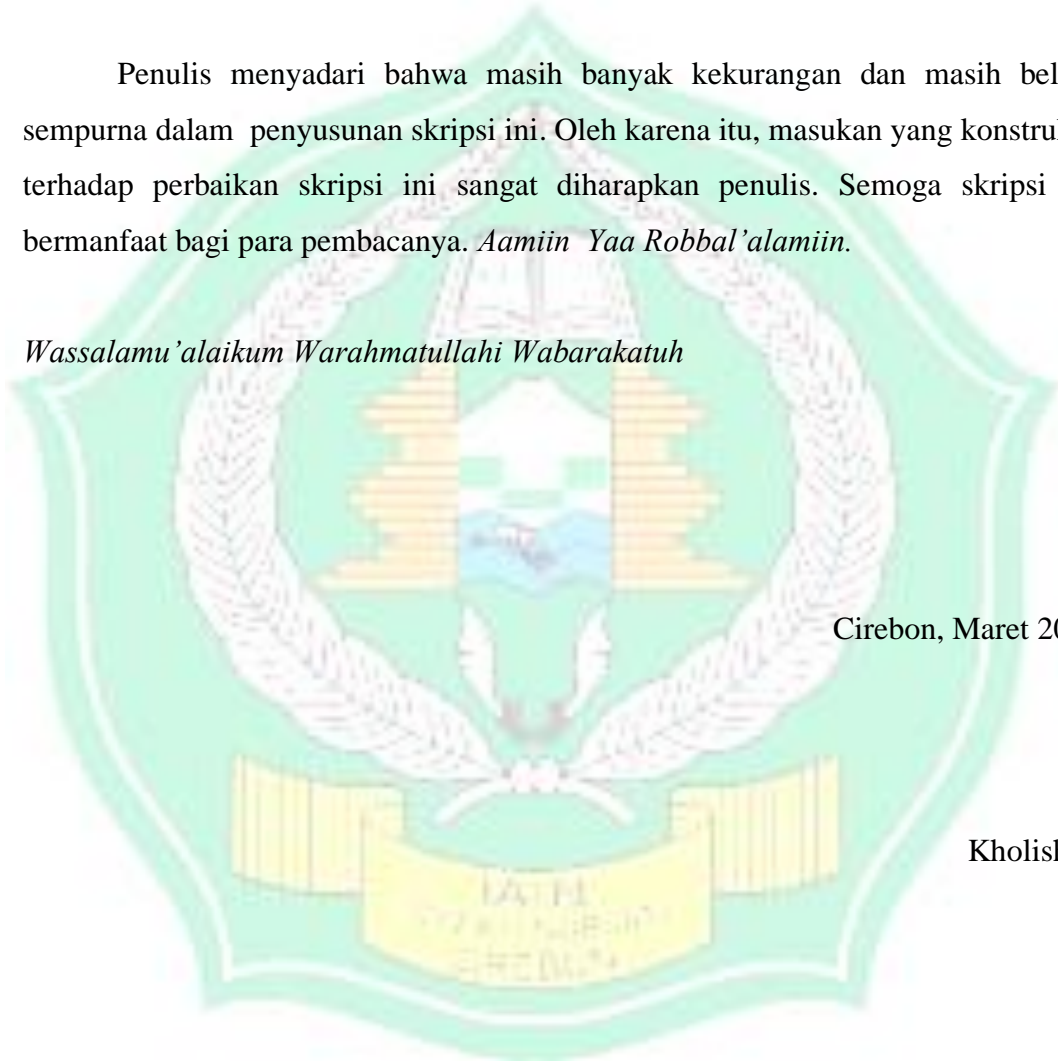 Penulis menyadari bahwa masih banyak kekurangan dan masih bel
sempurna dalam penyusunan skripsi ini. Oleh karena itu, masukan yang konstru
terhadap perbaikan skripsi ini sangat diharapkan penulis. Semoga skripsi
bermanfaat bagi para pembacanya. Aamiin Yaa Robbal’alamiin.
Wassalamu’alaikum Warahmatullahi Wabarakatuh
Cirebon, Maret 20
Kholis